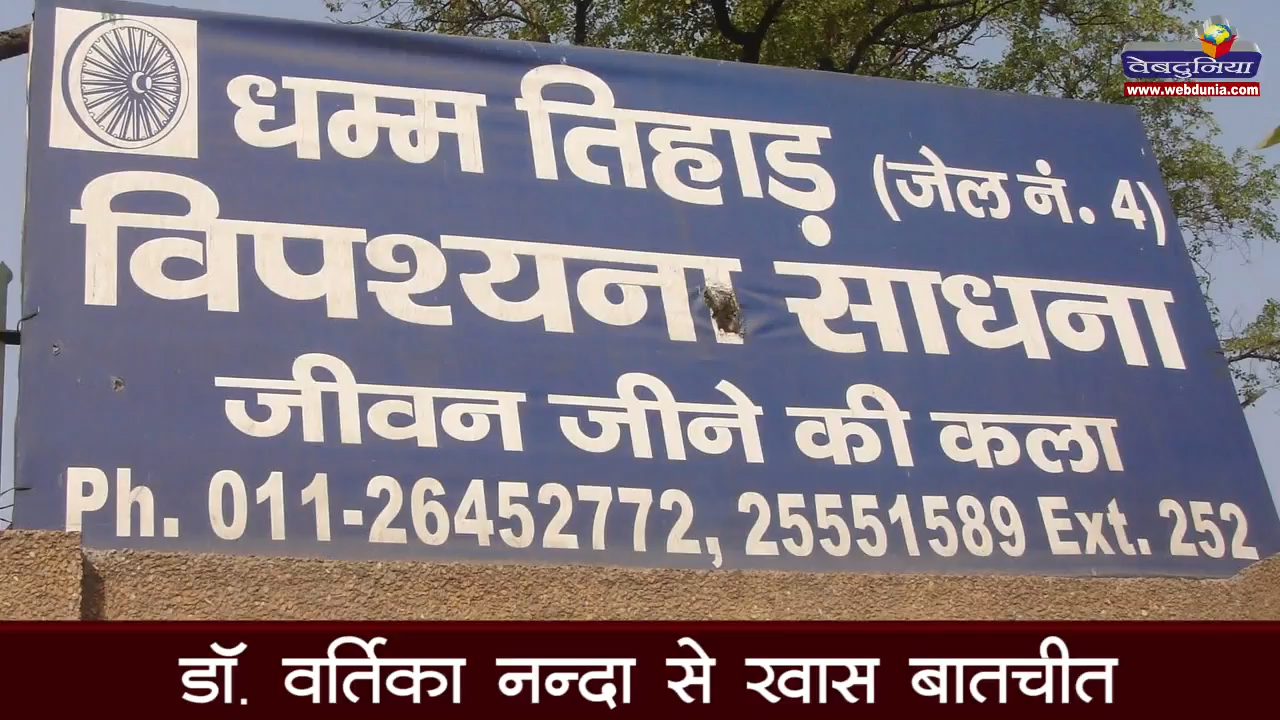 वेबदुनिया
www.webdunia.com
धम्म तिहाड़ (जेल नं. 4)
विपश्यना साधना
जीवन जीने की कला
Ph. 011-26452772, 25551589 Ext. 252
डॉ. वर्तिका नन्दा से खास बातचीत